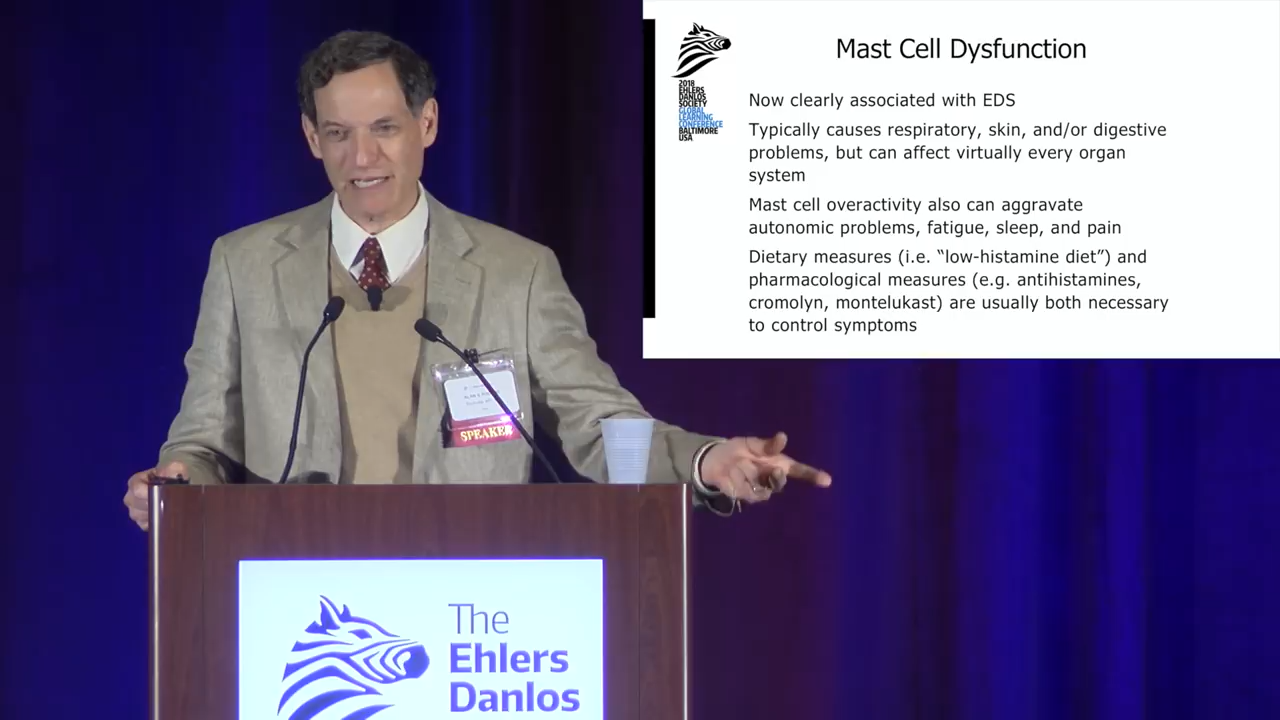 Mast Cell Dysfunction
2018
EHLERS
DANLOS
SOCIETY
GLOBAL
LEARNING
CONFERENCE
BALTIMORE
USA
Now clearly associated with EDS
Typically causes respiratory, skin, and/or digestive
problems, but can affect virtually every organ
system
Mast cell overactivity also can aggravate
autonomic problems, fatigue, sleep, and pain
Dietary measures (i.e. “low-histamine diet”) and
pharmacological measures (e.g. antihistamines,
cromolyn, montelukast) are usually both necessary
to control symptoms
SPEAKER
The
Ehlers
Danlos